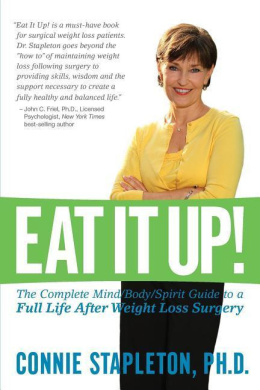 "Eat It Up! is a must-have book
for surgical weight loss patients.
Dr. Stapleton goes beyond the
"how to" of maintaining weight
loss following surgery to
providing skills, wisdom and the
support necessary to create a
fully healthy and balanced life."
– John C. Friel, Ph.D., Licensed
Psychologist, New York Times
best-selling author
EAT IT UP!
The Complete Mind/Body/Spirit Guide to a
Full Life After Weight Loss Surgery
CONNIE STAPLETON, PH.D.